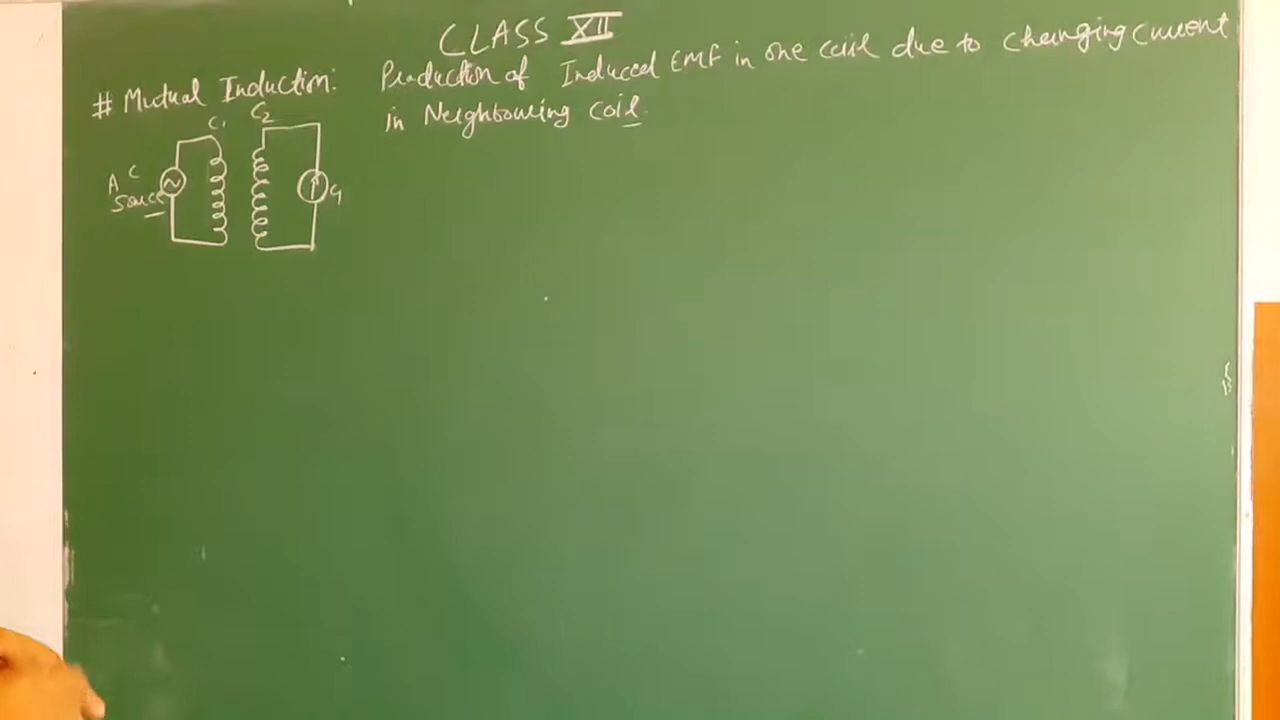 CLASS XII
# Mutual Induction: Production of Induced EMF in one coil due to changing current
in Neighbouring coil.
C1 C2
AC
Source
G